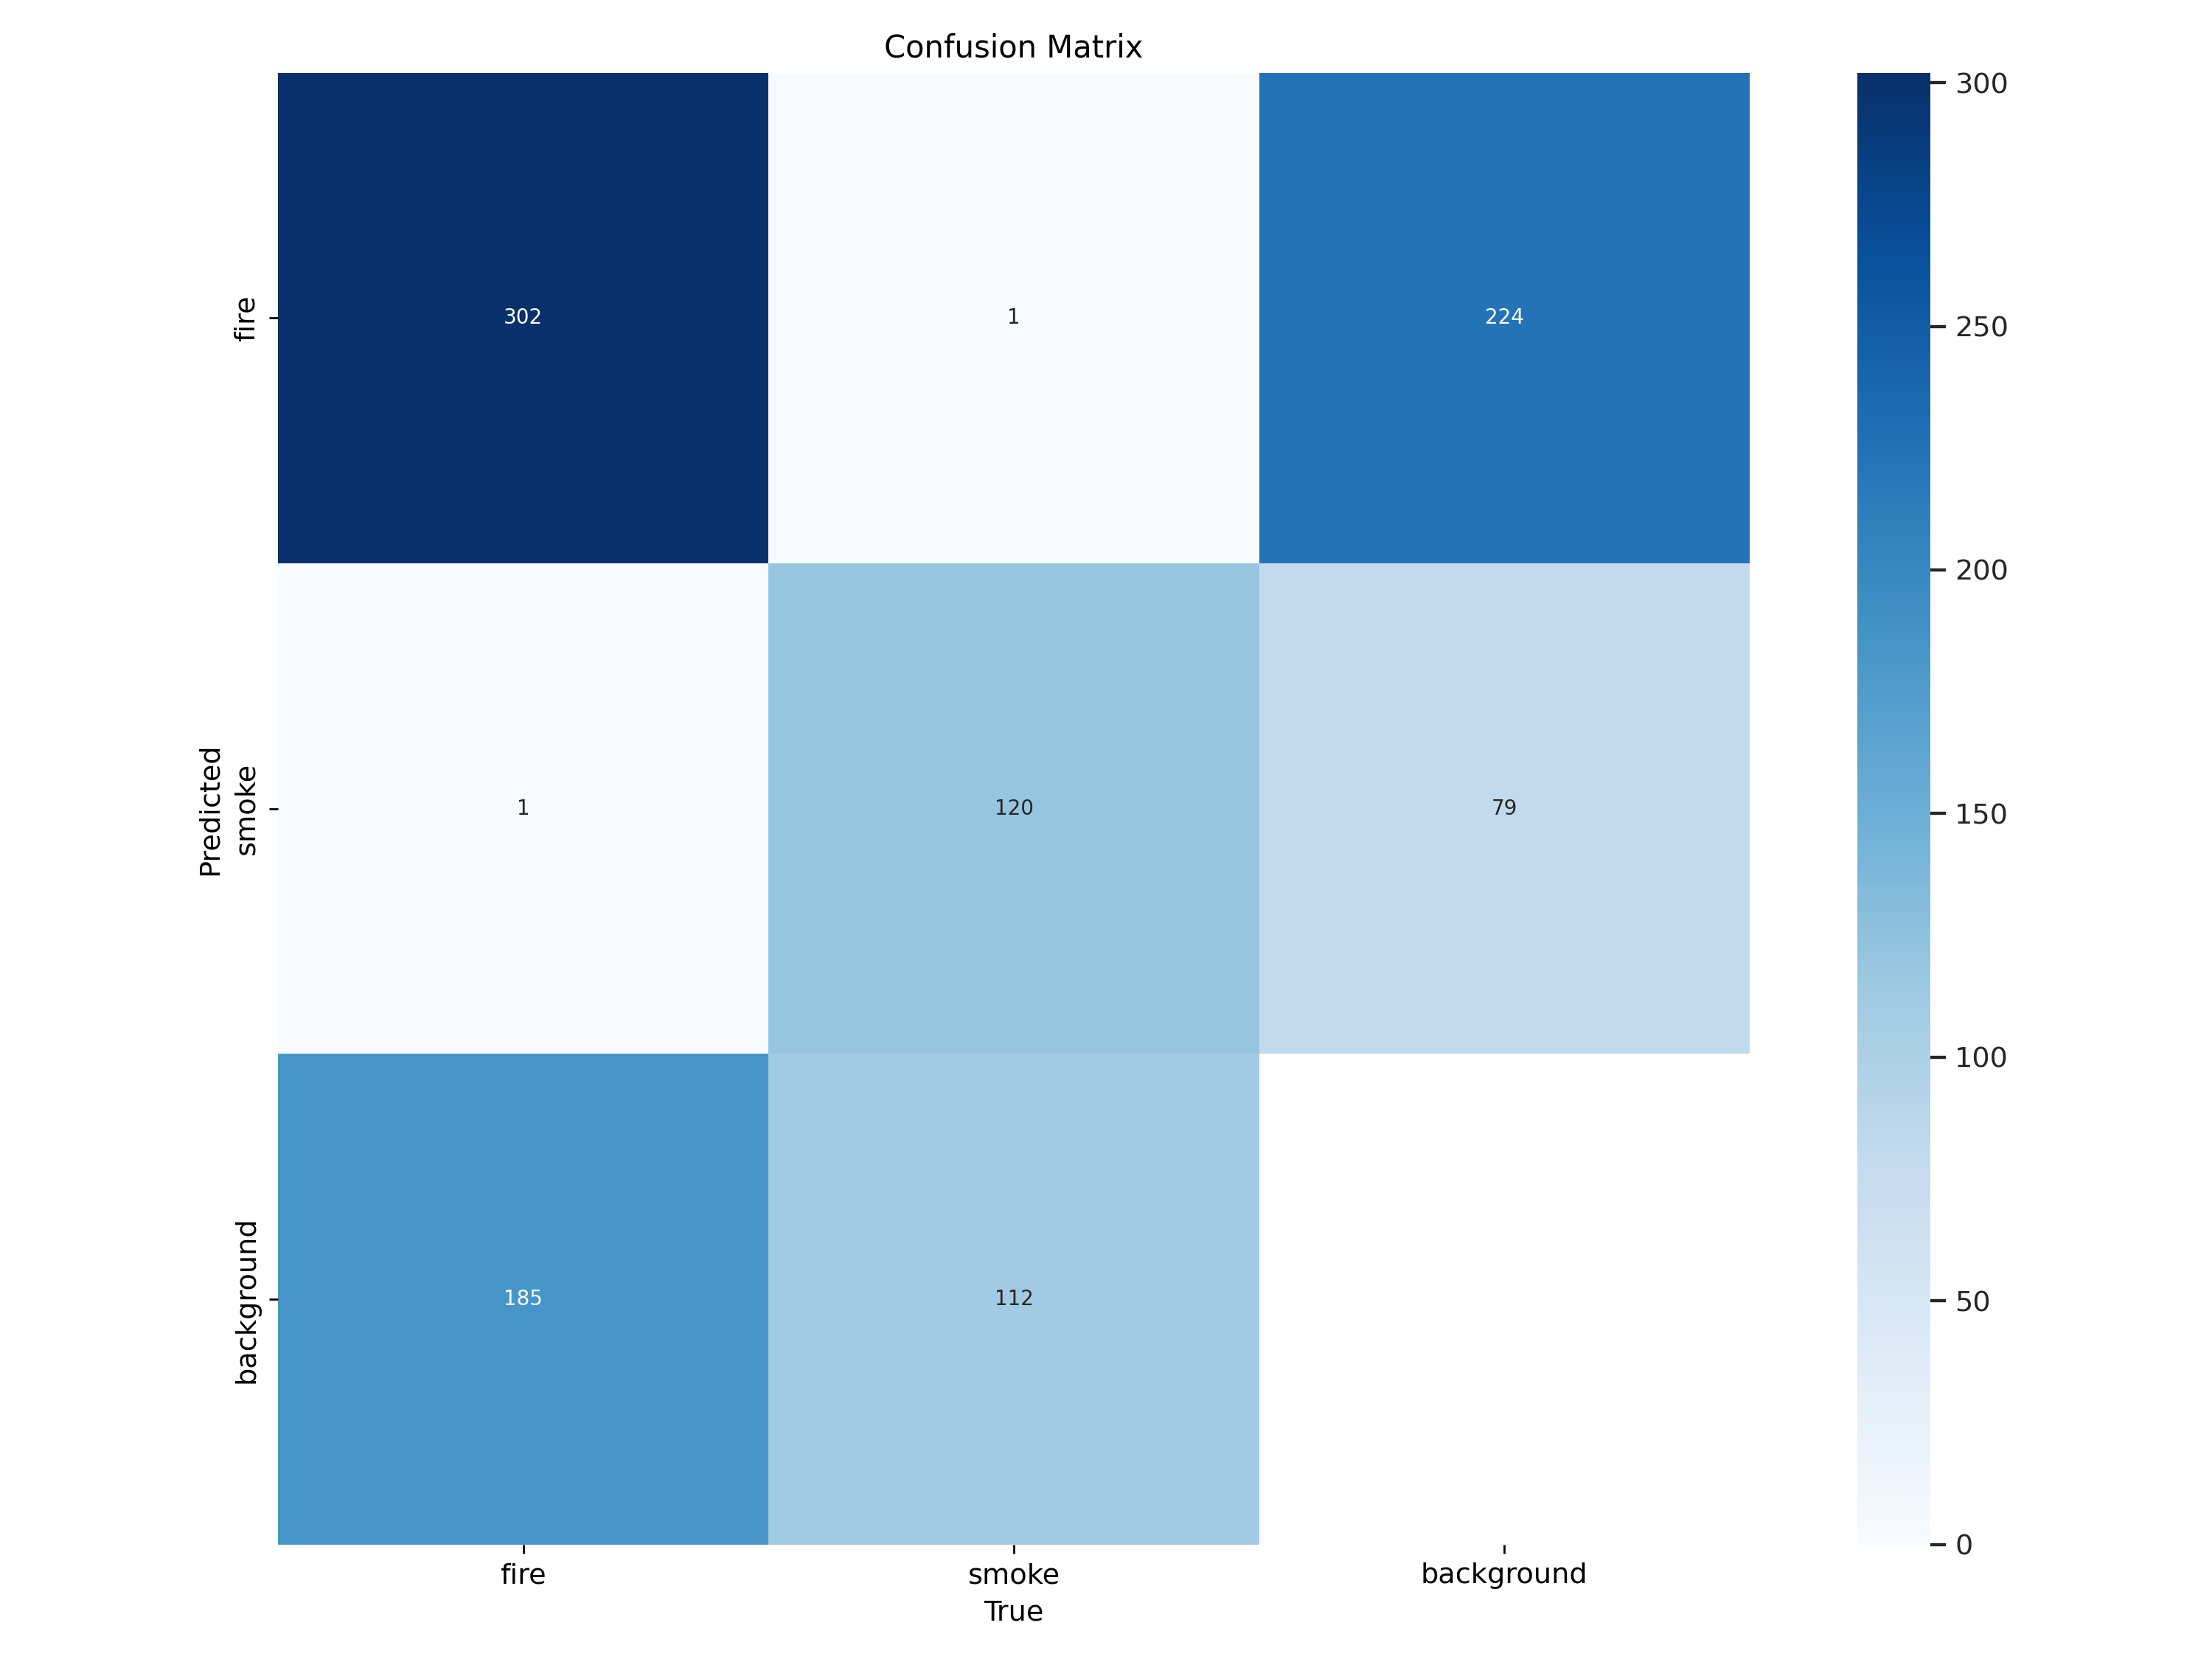 Confusion Matrix
fire
302
1
224
Predicted
smoke
1
120
79
background
185
112
fire
smoke
background
True
300
250
200
150
100
50
0